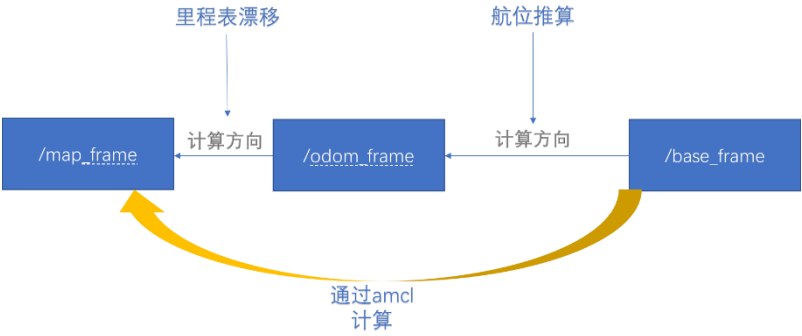 里程表漂移
航位推算
/map_frame
计算方向
/odom_frame
计算方向
/base_frame
通过amcl
计算